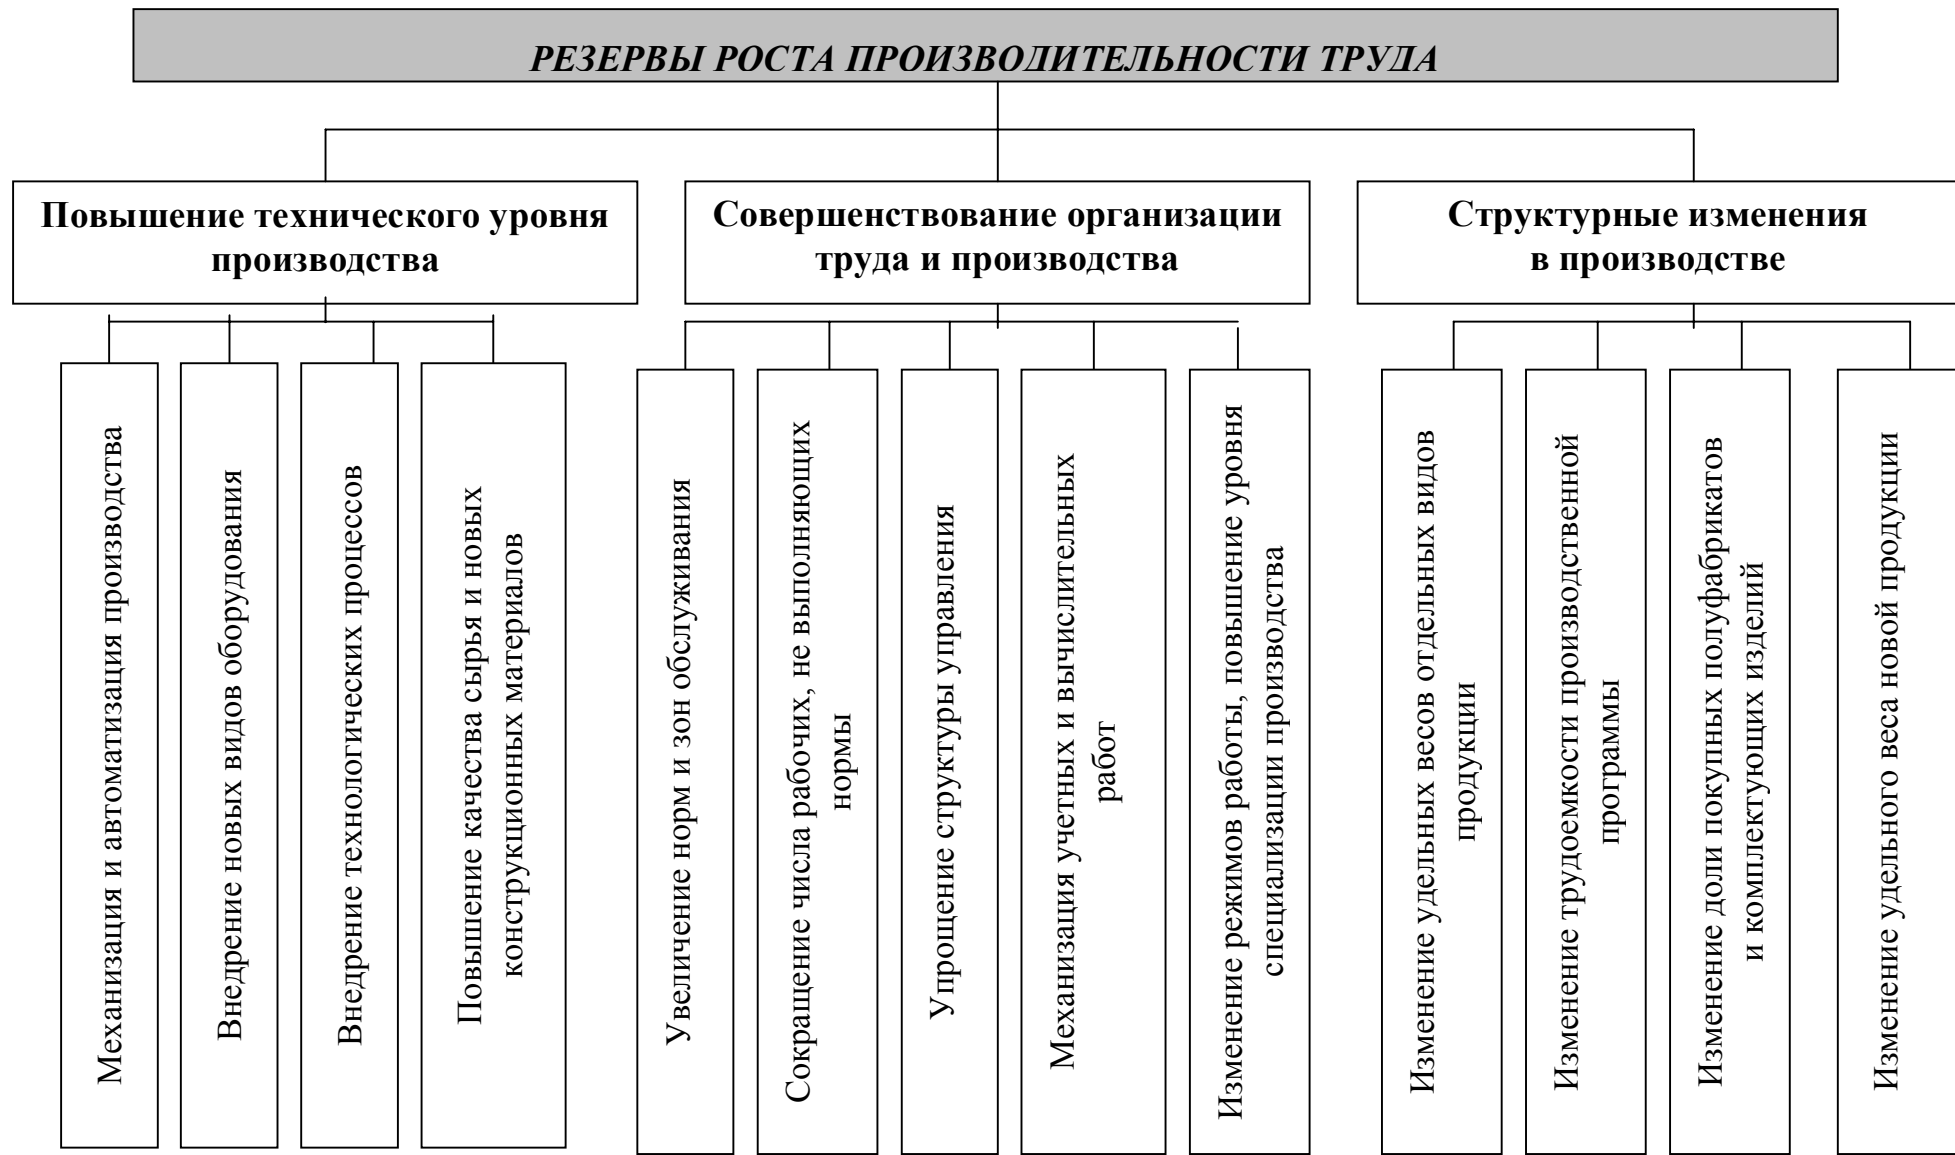 РЕЗЕРВЫ РОСТА ПРОИЗВОДИТЕЛЬНОСТИ ТРУДА
Повышение технического уровня
производства
Совершенствование организации
труда и производства
Структурные изменения
в производстве
Механизация и автоматизация производства
Внедрение новых видов оборудования
Внедрение технологических процессов
Повышение качества сырья и новых
конструкционных материалов
Увеличение норм и зон обслуживания
Сокращение числа рабочих, не выполняющих
нормы
Упрощение структуры управления
Механизация учетных и вычислительных
работ
Изменение режимов работы, повышение уровня
специализации производства
Изменение удельных весов отдельных видов
продукции
Изменение трудоемкости производственной
программы
Изменение доли покупных полуфабрикатов
и комплектующих изделий
Изменение удельного веса новой продукции